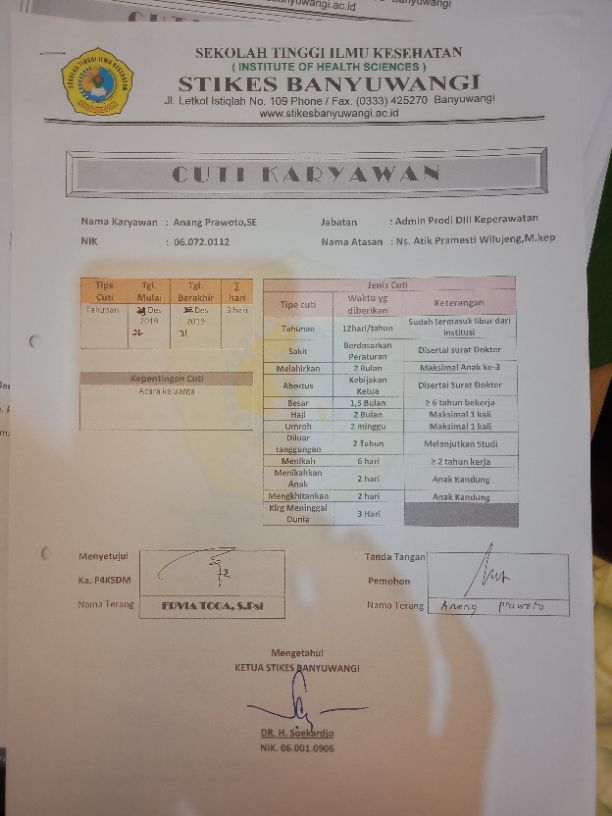 SEKOLAH TINGGI ILMU KESEHATAN
( INSTITUTE OF HEALTH SCIENCES )
STIKES BANYUWANGI
Jl. Letkol Istiqlah No. 109 Phone / Fax. (0333) 425270 Banyuwangi
www.stikesbanyuwangi.ac.id
CUTI KARYAWAN
Nama Karyawan : Anang Prawoto,SE
Jabatan : Admin Prodi DIII Keperawatan
NIK : 06.072.0112
Nama Atasan : Ns. Atik Pramesti Wilujeng,M.kep
Tipe Cuti Tgl. Mulai Tgl. Berakhir Σ hari
Tahunan Des 2019 26 Des 2019 31 3 hari
Kepentingan Cuti
Acara keluarga
Jenis Cuti
Tipe cuti Waktu yg diberikan Keterangan
Tahunan 12hari/tahun Sudah termasuk libur dari institusi
Sakit Berdasarkan Peraturan Disertai surat Dokter
Melahirkan 2 Bulan Maksimal Anak ke-3
Abortus Kebijakan Ketua Disertai Surat Dokter
Besar 1,5 Bulan ≥ 6 tahun bekerja
Haji 2 Bulan Maksimal 1 kali
Umroh 2 minggu Maksimal 1 kali
Diluar tanggungan 2 Tahun Melanjutkan Studi
Menikah 6 hari ≥ 2 tahun kerja
Menikahkan Anak 2 hari Anak Kandung
Mengkhitankan 2 hari Anak Kandung
Klrg Meninggal Dunia 3 Hari
Menyetujui
Ka. P4KSDM
Nama Terang ERVIA TOGA, S.Psi
Tanda Tangan
Pemohon
Nama Terang Anang Prawoto
Mengetahui
KETUA STIKES BANYUWANGI
DR. H. Soekardjo
NIK. 06.001.0906